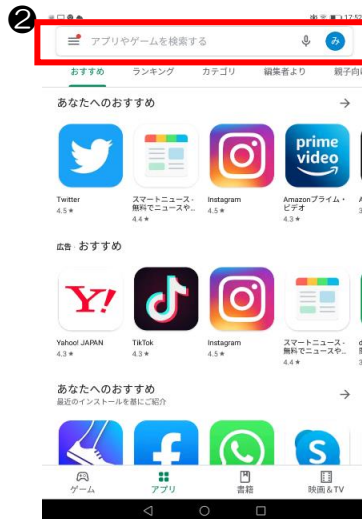 ❷
17:52
アプリやゲームを検索する
み
おすすめ ランキング カテゴリ 編集者より 親子向
あなたへのおすすめ
prime video
Twitter
4.5★
スマートニュース -
無料でニュースや...
4.4★
Instagram
4.5★
Amazonプライム・
ビデオ
4.3★
広告・おすすめ
Y!
Yahoo! JAPAN
4.3★
TikTok
4.3★
Instagram
4.5★
スマートニュース -
無料でニュースや...
4.4★
あなたへのおすすめ
最近のインストールを基にご紹介
ゲーム アプリ 書籍 映画&TV